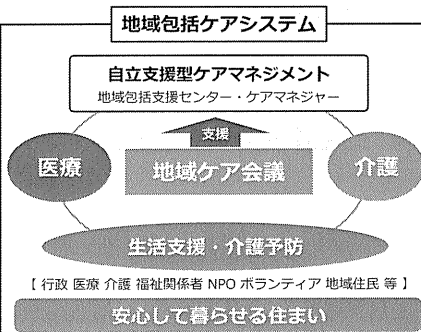 地域包括ケアシステム
自立支援型ケアマネジメント
地域包括支援センター・ケアマネジャー
支援
医療
地域ケア会議
介護
生活支援・介護予防
【 行政 医療 介護 福祉関係者 NPO ボランティア 地域住民 等 】
安心して暮らせる住まい